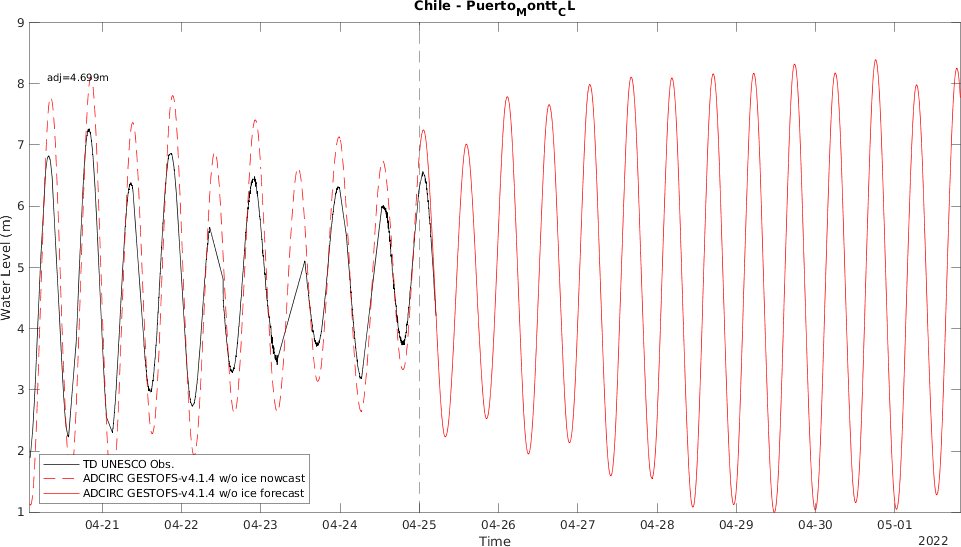 Chile - PuertoMonttCL
9
8
7
6
5
4
3
2
1
adj=4.699m
Water Level (m)
TD UNESCO Obs.
ADCIRC GESTOFS-v4.1.4 w/o ice nowcast
ADCIRC GESTOFS-v4.1.4 w/o ice forecast
04-21 04-22 04-23 04-24 04-25 04-26 04-27 04-28 04-29 04-30 05-01
Time
2022